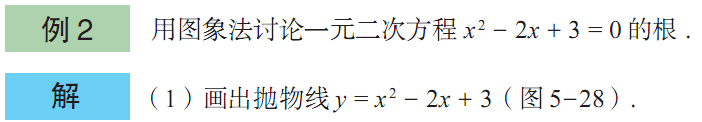 例 2 用图象法讨论一元二次方程 x² − 2x + 3 = 0 的根．
解 （1）画出抛物线 y = x² − 2x + 3（图 5−28）．